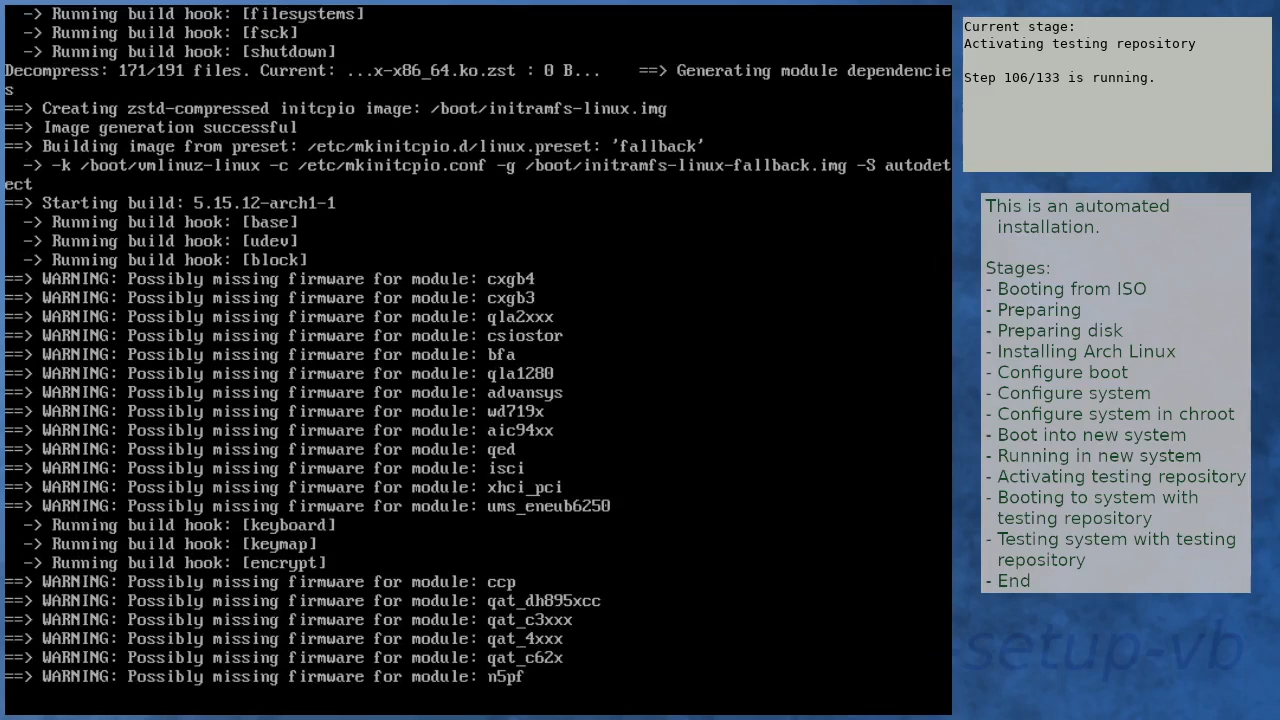 -> Running build hook: [filesystems]
-> Running build hook: [fsck]
-> Running build hook: [shutdown]
Decompress: 171/191 files. Current: ...x-x86_64.ko.zst : 0 B...    ==> Generating module dependencie
s
==> Creating zstd-compressed initcpio image: /boot/initramfs-linux.img
==> Image generation successful
==> Building image from preset: /etc/mkinitcpio.d/linux.preset: 'fallback'
-> -k /boot/vmlinuz-linux -c /etc/mkinitcpio.conf -g /boot/initramfs-linux-fallback.img -S autodet
ect
==> Starting build: 5.15.12-arch1-1
-> Running build hook: [base]
-> Running build hook: [udev]
-> Running build hook: [block]
==> WARNING: Possibly missing firmware for module: cxgb4
==> WARNING: Possibly missing firmware for module: cxgb3
==> WARNING: Possibly missing firmware for module: qla2xxx
==> WARNING: Possibly missing firmware for module: csiostor
==> WARNING: Possibly missing firmware for module: bfa
==> WARNING: Possibly missing firmware for module: qla1280
==> WARNING: Possibly missing firmware for module: advansys
==> WARNING: Possibly missing firmware for module: wd719x
==> WARNING: Possibly missing firmware for module: aic94xx
==> WARNING: Possibly missing firmware for module: qed
==> WARNING: Possibly missing firmware for module: isci
==> WARNING: Possibly missing firmware for module: xhci_pci
==> WARNING: Possibly missing firmware for module: ums_eneub6250
-> Running build hook: [keyboard]
-> Running build hook: [keymap]
-> Running build hook: [encrypt]
==> WARNING: Possibly missing firmware for module: ccp
==> WARNING: Possibly missing firmware for module: qat_dh895xcc
==> WARNING: Possibly missing firmware for module: qat_c3xxx
==> WARNING: Possibly missing firmware for module: qat_4xxx
==> WARNING: Possibly missing firmware for module: qat_c62x
==> WARNING: Possibly missing firmware for module: n5pf
Current stage:
Activating testing repository
Step 106/133 is running.
This is an automated
installation.
Stages:
- Booting from ISO
- Preparing
- Preparing disk
- Installing Arch Linux
- Configure boot
- Configure system
- Configure system in chroot
- Boot into new system
- Running in new system
- Activating testing repository
- Booting to system with
testing repository
- Testing system with testing
repository
- End
setup-vb